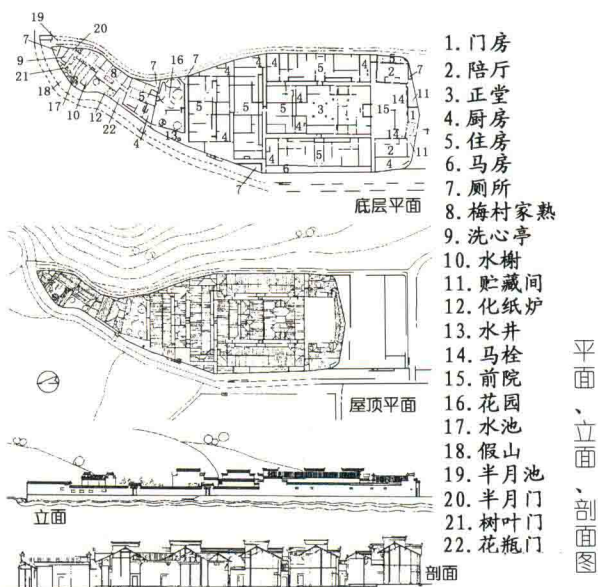 底层平面
屋顶平面
立面
剖面
1. 门房
2. 陪厅
3. 正堂
4. 厨房
5. 住房
6. 马房
7. 厕所
8. 梅村家熟
9. 洗心亭
10. 水榭
11. 贮藏间
12. 化纸炉
13. 水井
14. 马栓
15. 前院
16. 花园
17. 水池
18. 假山
19. 半月池
20. 半月门
21. 树叶门
22. 花瓶门
平面、立面、剖面图